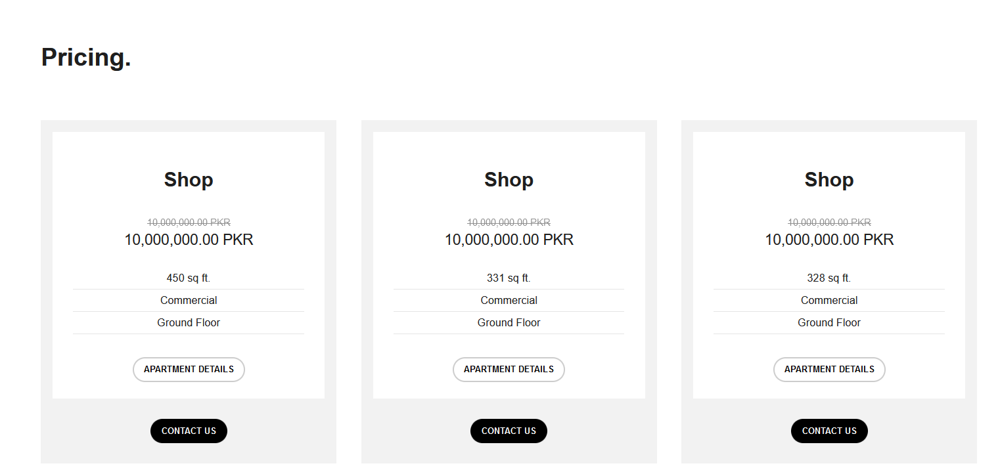 Pricing.
Shop
10,000,000.00 PKR
10,000,000.00 PKR
450 sq ft.
Commercial
Ground Floor
APARTMENT DETAILS
CONTACT US
Shop
10,000,000.00 PKR
10,000,000.00 PKR
331 sq ft.
Commercial
Ground Floor
APARTMENT DETAILS
CONTACT US
Shop
10,000,000.00 PKR
10,000,000.00 PKR
328 sq ft.
Commercial
Ground Floor
APARTMENT DETAILS
CONTACT US